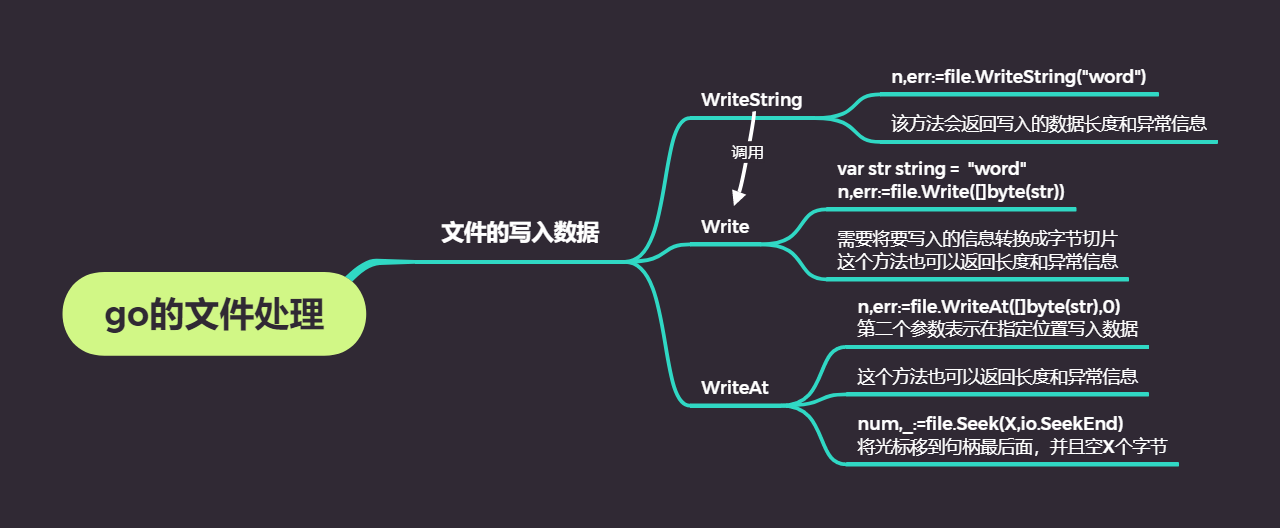 go的文件处理
文件的写入数据
WriteString
n,err:=file.WriteString("word")
该方法会返回写入的数据长度和异常信息
调用
Write
var str string =  "word"
n,err:=file.Write([]byte(str))
需要将要写入的信息转换成字节切片
这个方法也可以返回长度和异常信息
WriteAt
n,err:=file.WriteAt([]byte(str),0)
第二个参数表示在指定位置写入数据
这个方法也可以返回长度和异常信息
num,_:=file.Seek(X,io.SeekEnd)
将光标移到句柄最后面，并且空X个字节